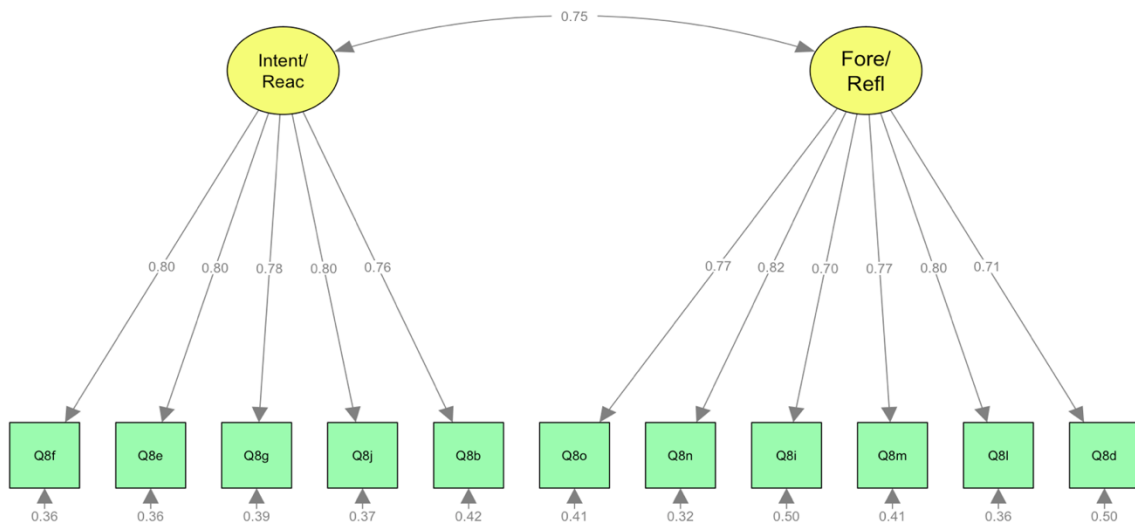 0.75
Intent/
Reac
Fore/
Refl
0.80 0.80 0.78 0.80 0.76 0.77 0.82 0.70 0.77 0.80 0.71
Q8f Q8e Q8g Q8j Q8b Q8o Q8n Q8i Q8m Q8l Q8d
0.36 0.36 0.39 0.37 0.42 0.41 0.32 0.50 0.41 0.36 0.50